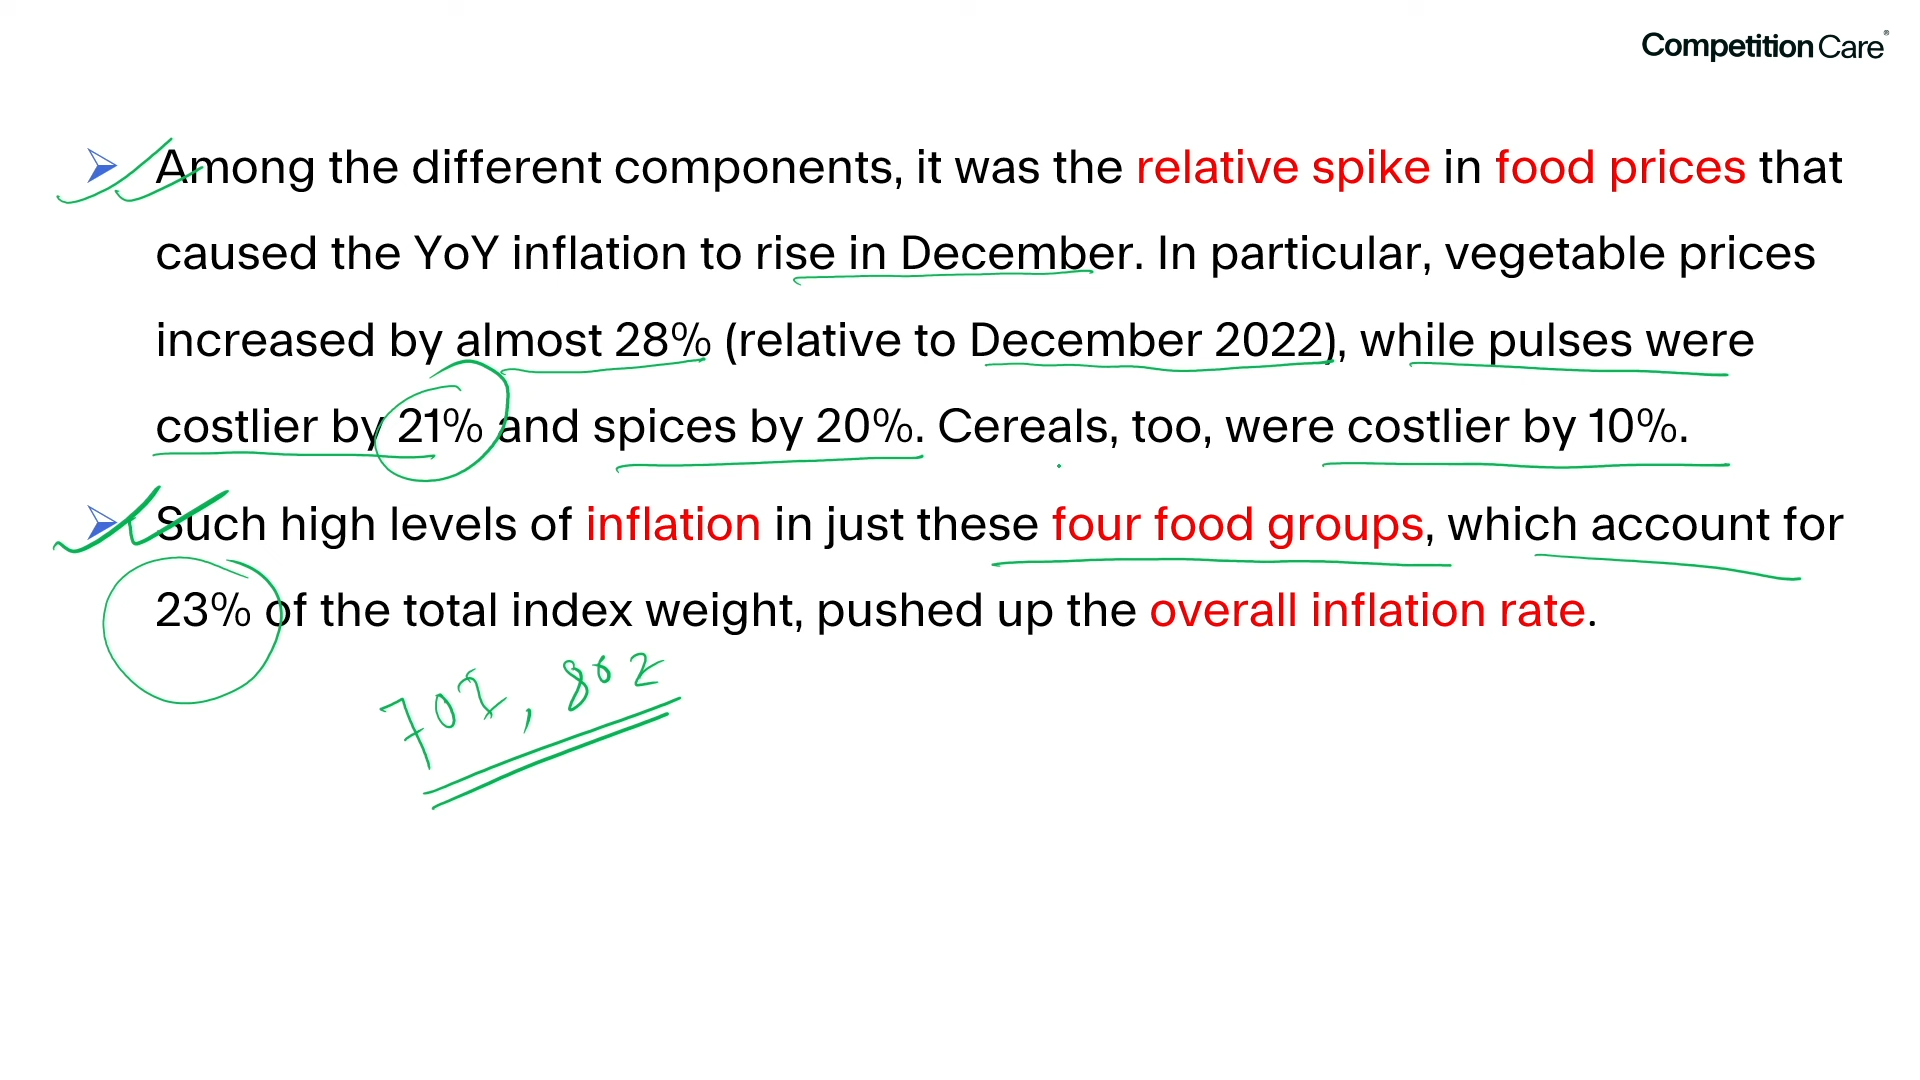 Competition Care®
Among the different components, it was the relative spike in food prices that
caused the YoY inflation to rise in December. In particular, vegetable prices
increased by almost 28% (relative to December 2022), while pulses were
costlier by 21% and spices by 20%. Cereals, too, were costlier by 10%.
Such high levels of inflation in just these four food groups, which account for
23% of the total index weight, pushed up the overall inflation rate.
70%, 80%